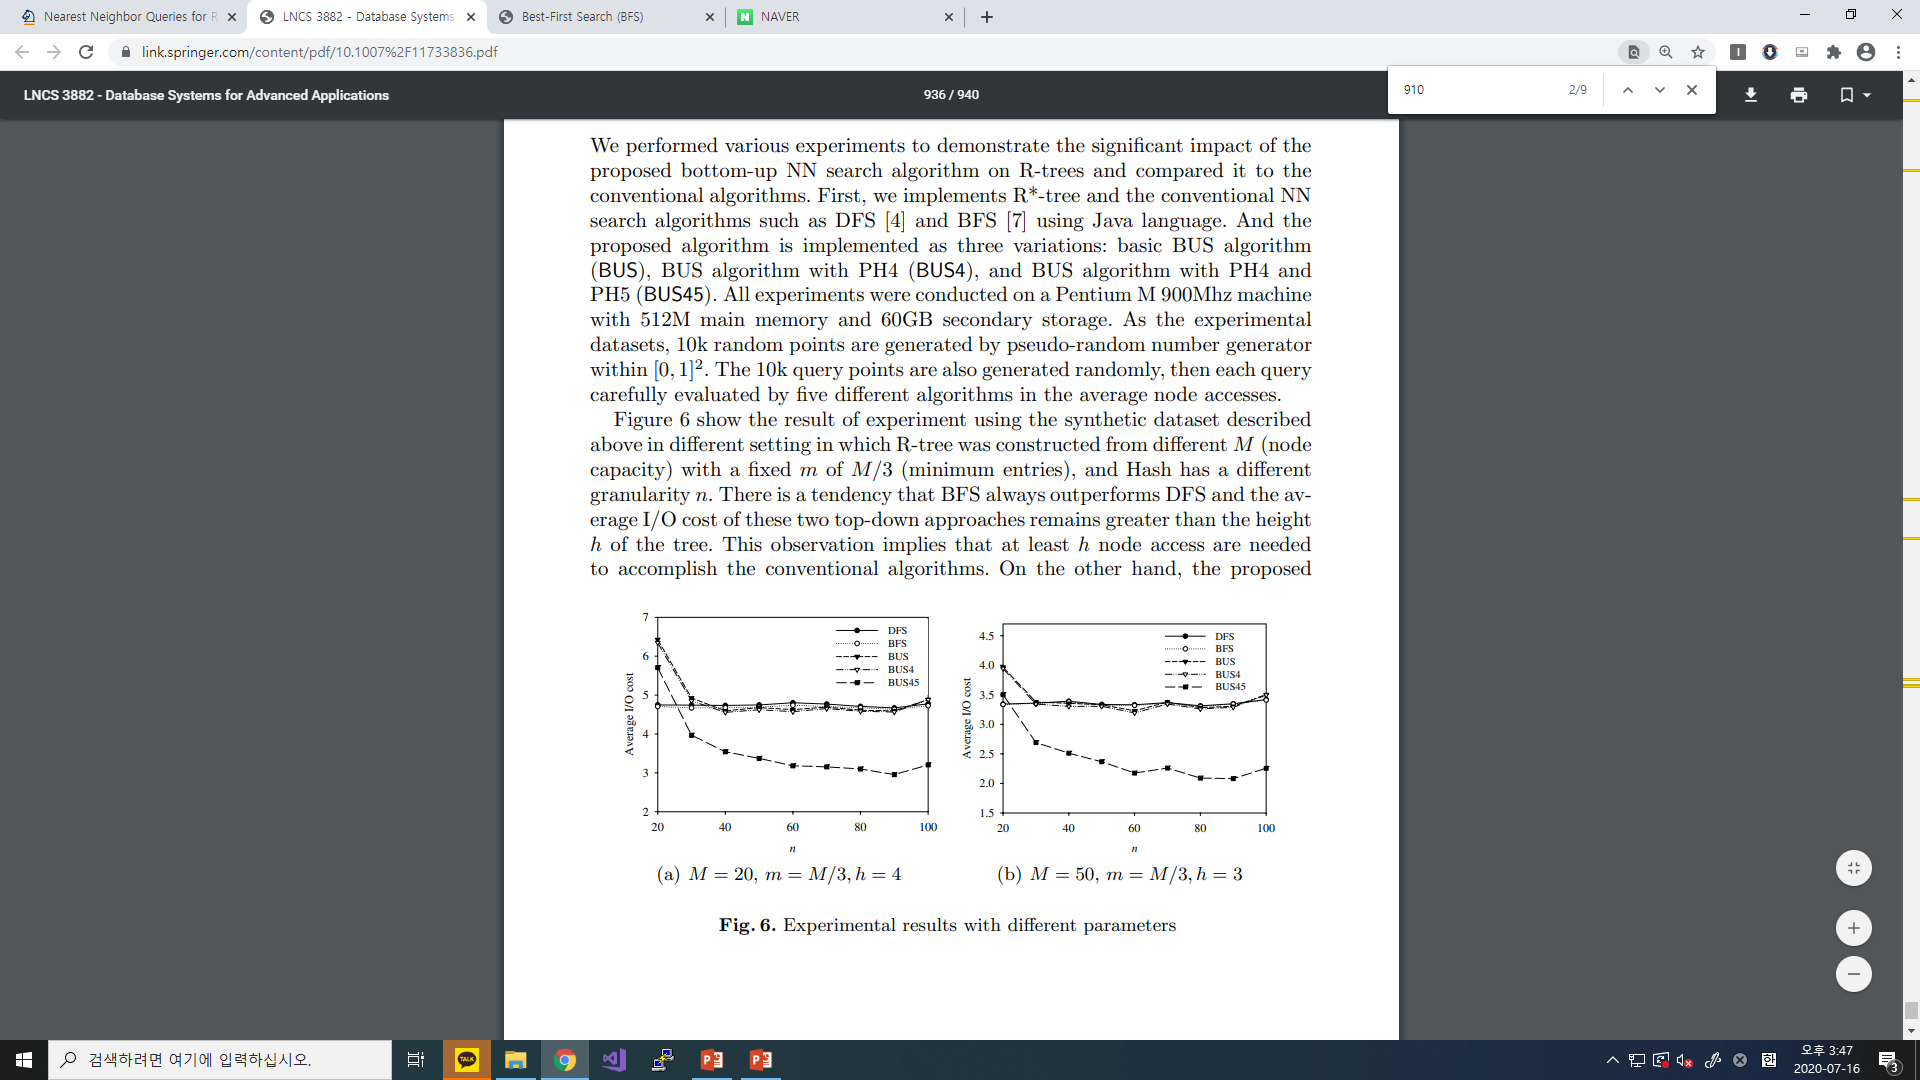 Nearest Neighbor Queries for R
LNCS 3882 - Database Systems
Best-First Search (BFS)
NAVER
link.springer.com/content/pdf/10.1007%2F11733836.pdf
LNCS 3882 - Database Systems for Advanced Applications
936 / 940
910
2/9
We performed various experiments to demonstrate the significant impact of the
proposed bottom-up NN search algorithm on R-trees and compared it to the
conventional algorithms. First, we implements R*-tree and the conventional NN
search algorithms such as DFS [4] and BFS [7] using Java language. And the
proposed algorithm is implemented as three variations: basic BUS algorithm
(BUS), BUS algorithm with PH4 (BUS4), and BUS algorithm with PH4 and
PH5 (BUS45). All experiments were conducted on a Pentium M 900Mhz machine
with 512M main memory and 60GB secondary storage. As the experimental
datasets, 10k random points are generated by pseudo-random number generator
within [0, 1]². The 10k query points are also generated randomly, then each query
carefully evaluated by five different algorithms in the average node accesses.
Figure 6 show the result of experiment using the synthetic dataset described
above in different setting in which R-tree was constructed from different M (node
capacity) with a fixed m of M/3 (minimum entries), and Hash has a different
granularity n. There is a tendency that BFS always outperforms DFS and the av-
erage I/O cost of these two top-down approaches remains greater than the height
h of the tree. This observation implies that at least h node access are needed
to accomplish the conventional algorithms. On the other hand, the proposed
7
6
5
4
3
2
Average I/O cost
DFS
BFS
BUS
BUS4
BUS45
20 40 60 80 100
n
(a) M = 20, m = M/3, h = 4
4.5
4.0
3.5
3.0
2.5
2.0
1.5
Average I/O cost
DFS
BFS
BUS
BUS4
BUS45
20 40 60 80 100
n
(b) M = 50, m = M/3, h = 3
Fig. 6. Experimental results with different parameters
검색하려면 여기에 입력하십시오.
TALK
한
오후 3:47
2020-07-16
3